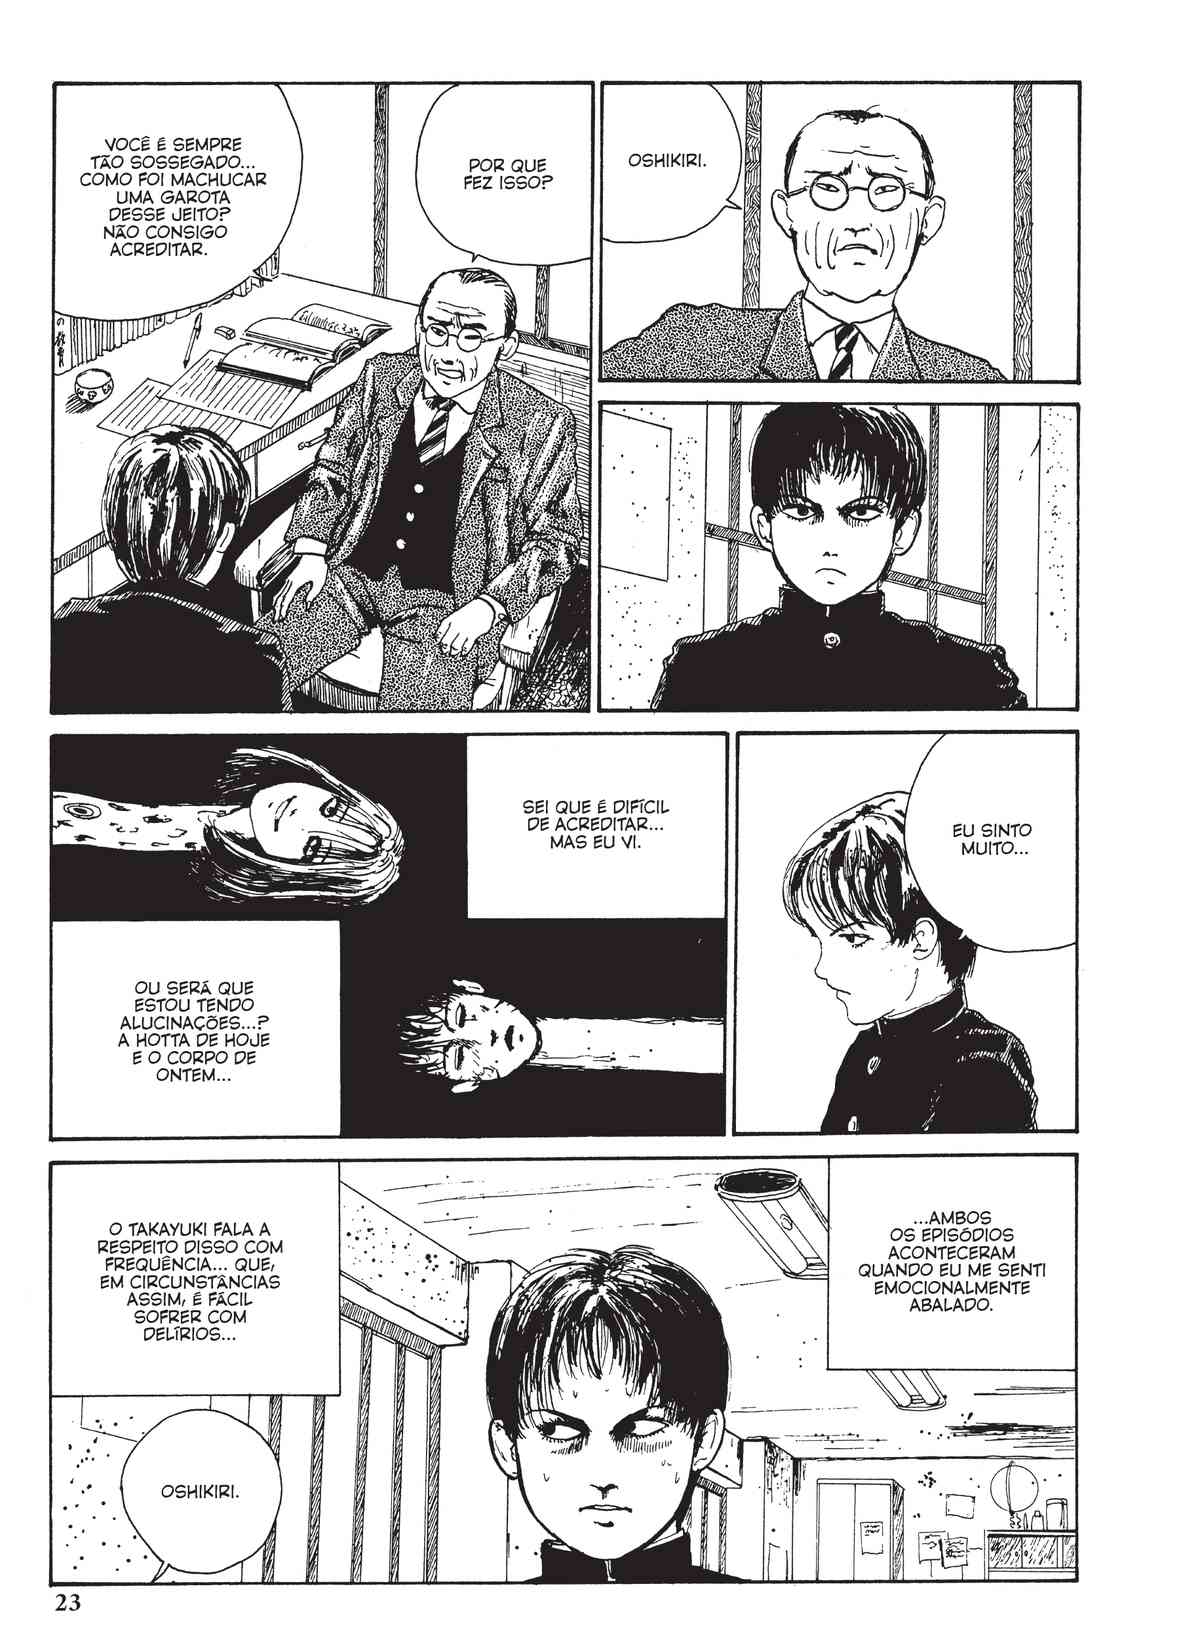 OSHIKIRI.
POR QUE
FEZ ISSO?
VOCÊ É SEMPRE
TÃO SOSSEGADO...
COMO FOI MACHUCAR
UMA GAROTA
DESSE JEITO?
NÃO CONSIGO
ACREDITAR.
EU SINTO
MUITO...
SEI QUE É DIFÍCIL
DE ACREDITAR...
MAS EU VI.
OU SERÁ QUE
ESTOU TENDO
ALUCINAÇÕES...?
A HOTTA DE HOJE
E O CORPO DE
ONTEM...
...AMBOS
OS EPISÓDIOS
ACONTECERAM
QUANDO EU ME SENTI
EMOCIONALMENTE
ABALADO.
O TAKAYUKI FALA A
RESPEITO DISSO COM
FREQUÊNCIA... QUE,
EM CIRCUNSTÂNCIAS
ASSIM, É FÁCIL
SOFRER COM
DELÍRIOS...
OSHIKIRI.
23